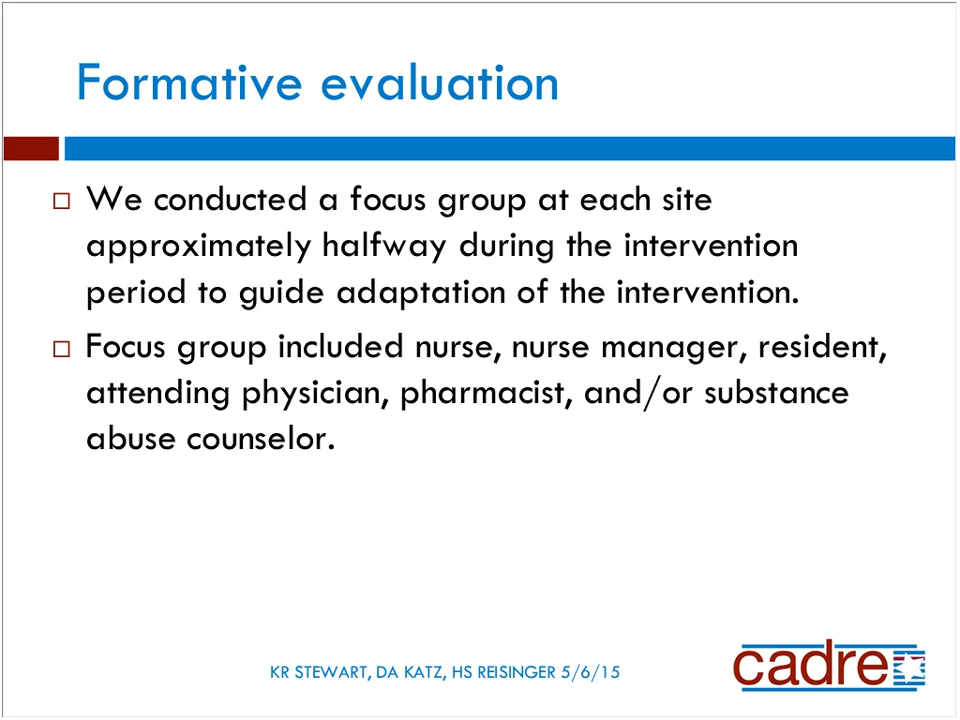 Formative evaluation
We conducted a focus group at each site
approximately halfway during the intervention
period to guide adaptation of the intervention.
Focus group included nurse, nurse manager, resident,
attending physician, pharmacist, and/or substance
abuse counselor.
KR STEWART, DA KATZ, HS REISINGER 5/6/15
cadre